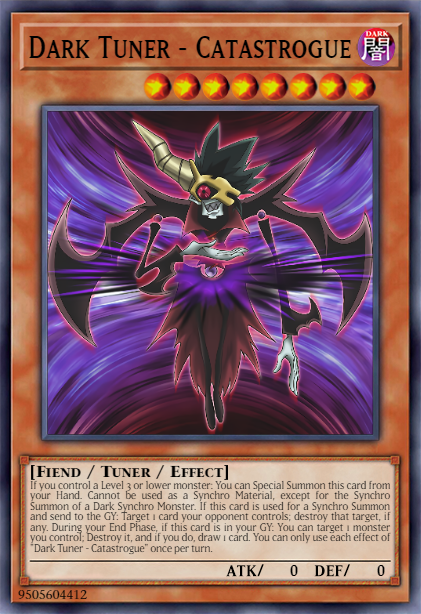 DARK TUNER - CATASTROGUE
DARK
闇
[FIEND / TUNER / EFFECT]
If you control a Level 3 or lower monster: You can Special Summon this card from
your Hand. Cannot be used as a Synchro Material, except for the Synchro
Summon of a Dark Synchro Monster. If this card is used for a Synchro Summon
and send to the GY: Target 1 card your opponent controls; destroy that target, if
any. During your End Phase, if this card is in your GY: You can target 1 monster
you control; Destroy it, and if you do, draw 1 card. You can only use each effect of
"Dark Tuner - Catastrogue" once per turn.
ATK/ 0 DEF/ 0
9505604412